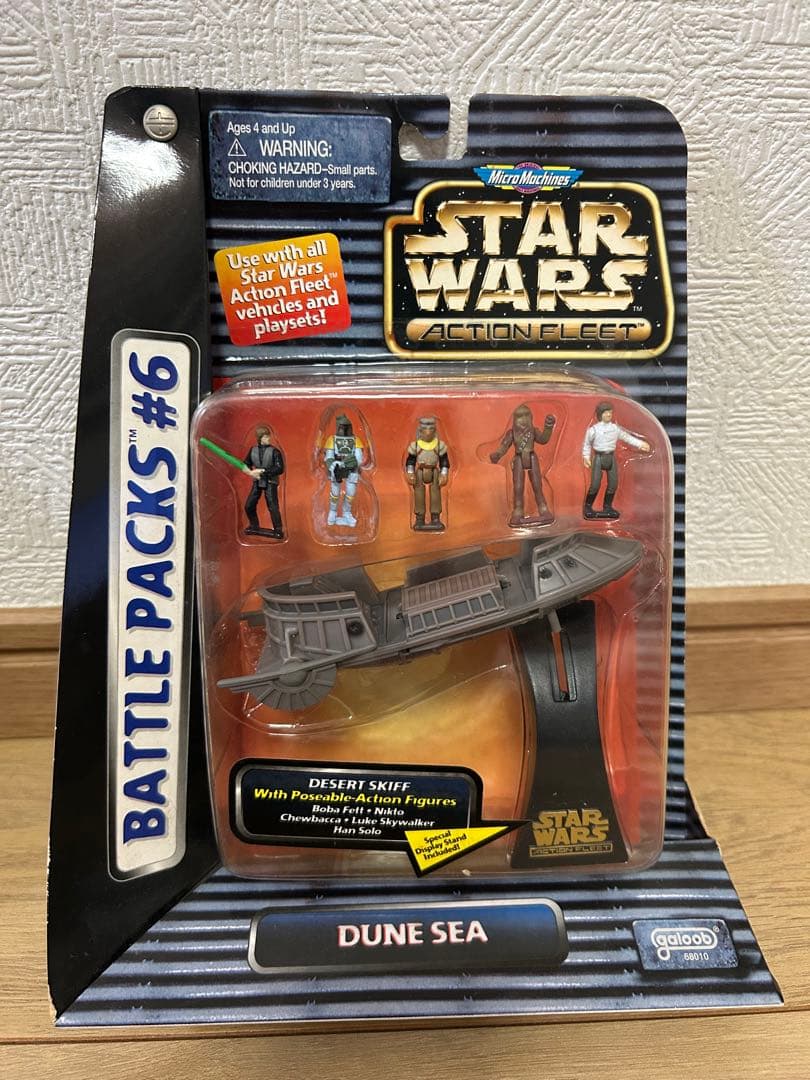 Ages 4 and Up
⚠ WARNING:
CHOKING HAZARD–Small parts.
Not for children under 3 years.
MicroMachines
STAR
WARS™
ACTION FLEET™
Use with all
Star Wars
Action Fleet™
vehicles and
playsets!
BATTLE PACKS™ #6
DESERT SKIFF
With Poseable-Action Figures
Boba Fett • Nikto
Chewbacca • Luke Skywalker
Han Solo
Special
Display Stand
Included!
STAR
WARS
ACTION FLEET
DUNE SEA
galoob®
68010